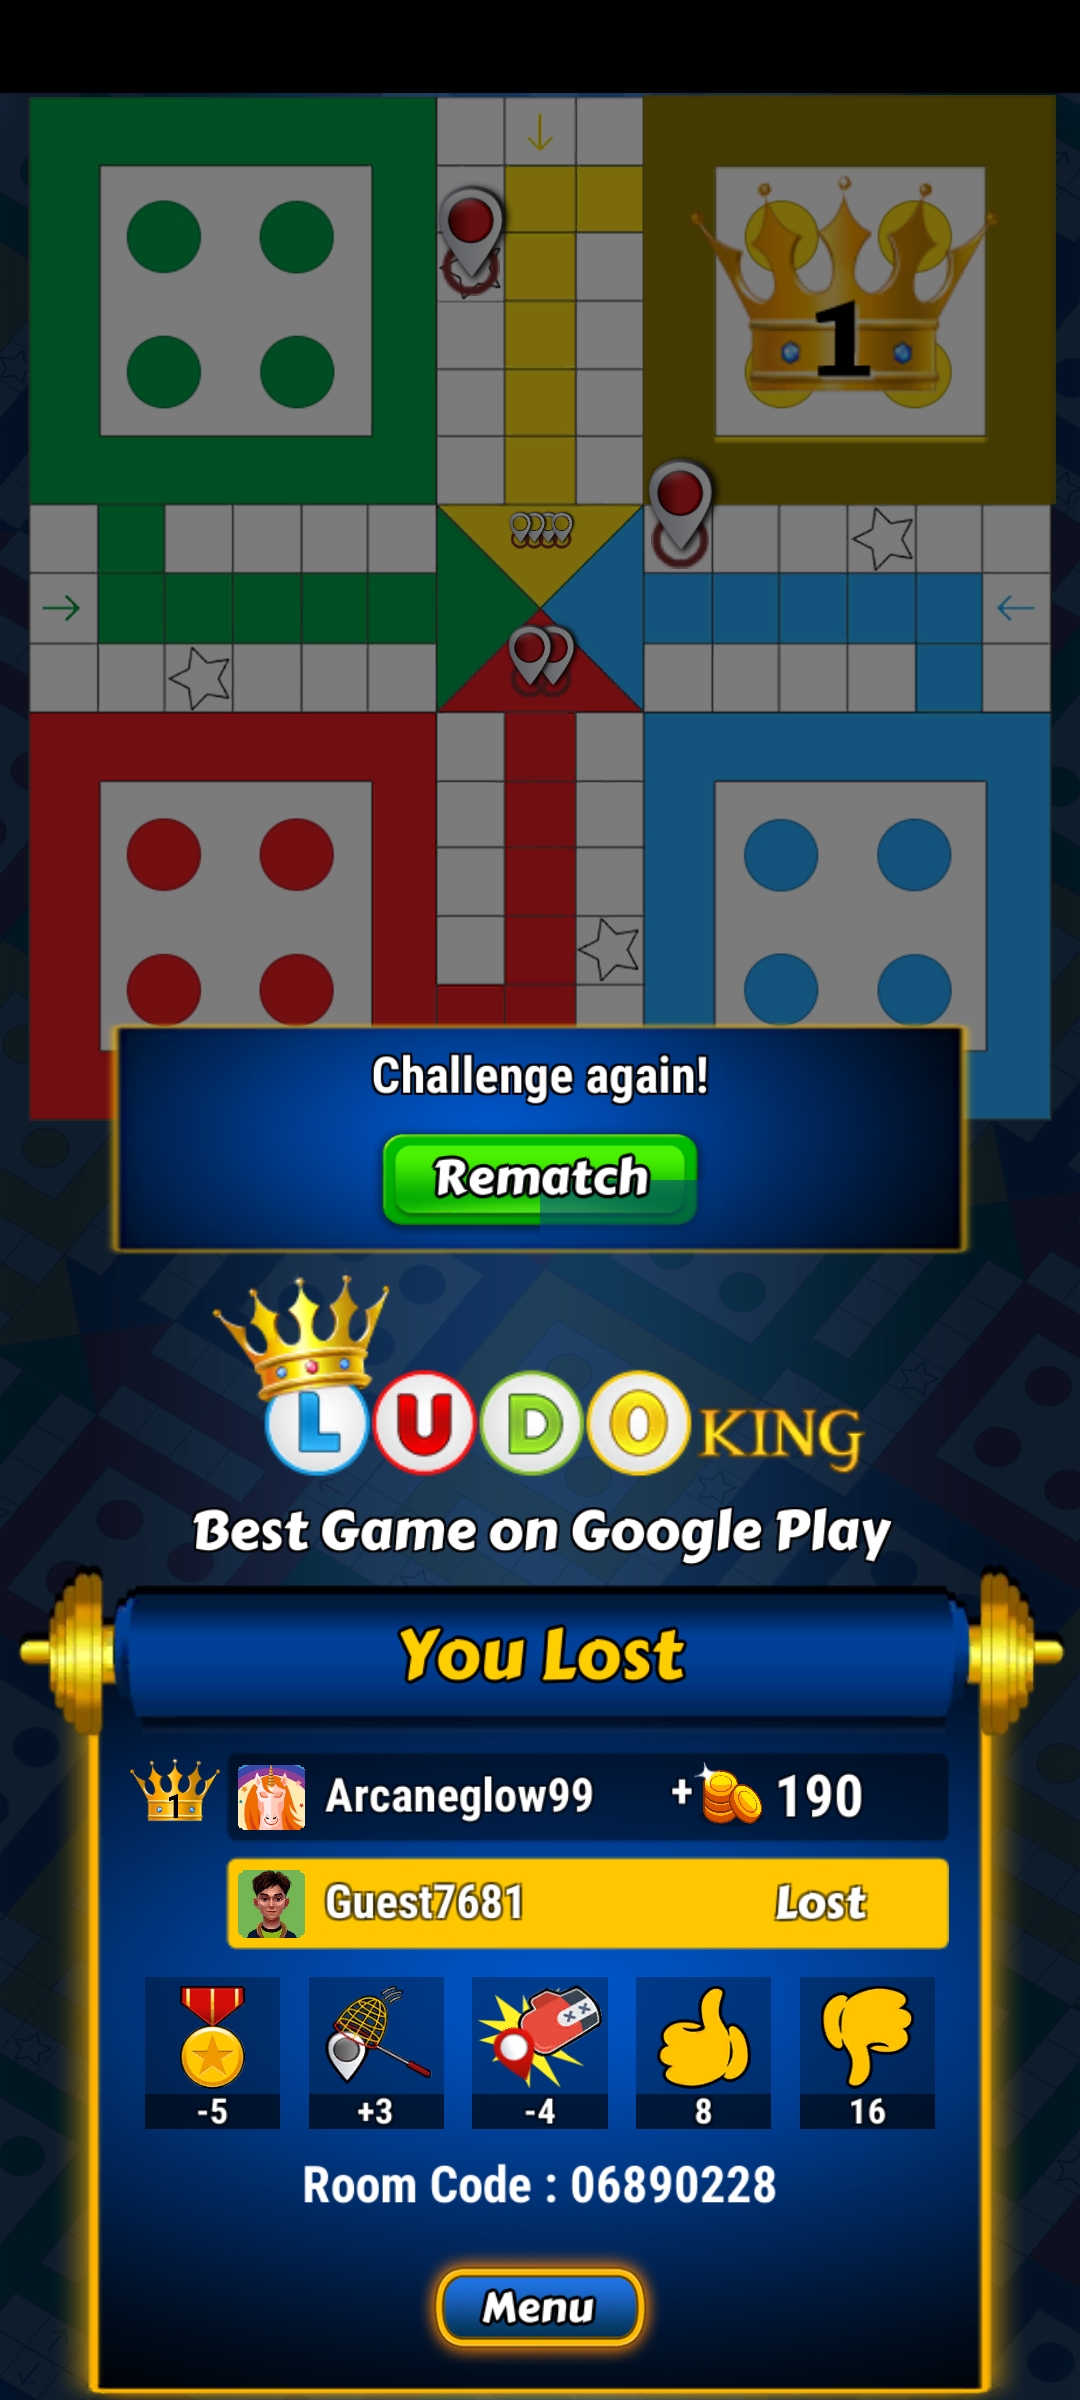 1
Challenge again!
Rematch
LUDO KING
Best Game on Google Play
You Lost
1 Arcaneglow99 + 190
Guest7681 Lost
-5 +3 -4 8 16
Room Code : 06890228
Menu